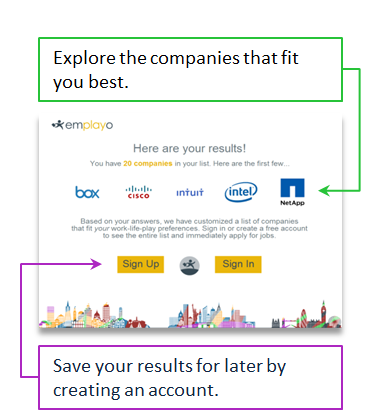 Explore the companies that fit
you best.
emplayo
Here are your results!
You have 20 companies in your list. Here are the first few...
box
CISCO
intuit
intel
NetApp
Based on your answers, we have customized a list of companies
that fit your work-life-play preferences. Sign in or create a free account
to see the entire list and immediately apply for jobs.
Sign Up
Sign In
Save your results for later by
creating an account.